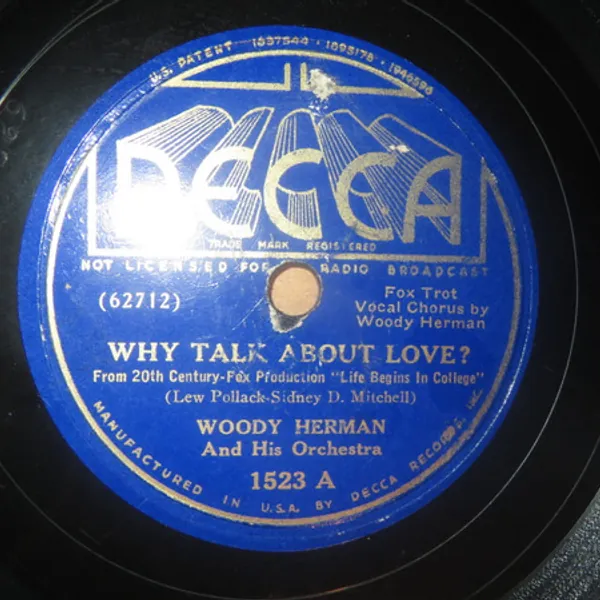 U.S. PATENT 1637544 · 1695176 · 1946596
DECCA
TRADE MARK REGISTERED
NOT LICENSED FOR RADIO BROADCAST
(62712)
Fox Trot
Vocal Chorus by
Woody Herman
WHY TALK ABOUT LOVE?
From 20th Century-Fox Production "Life Begins In College"
(Lew Pollack-Sidney D. Mitchell)
WOODY HERMAN
And His Orchestra
1523 A
MANUFACTURED IN U.S.A. BY DECCA RECORDS, INC.